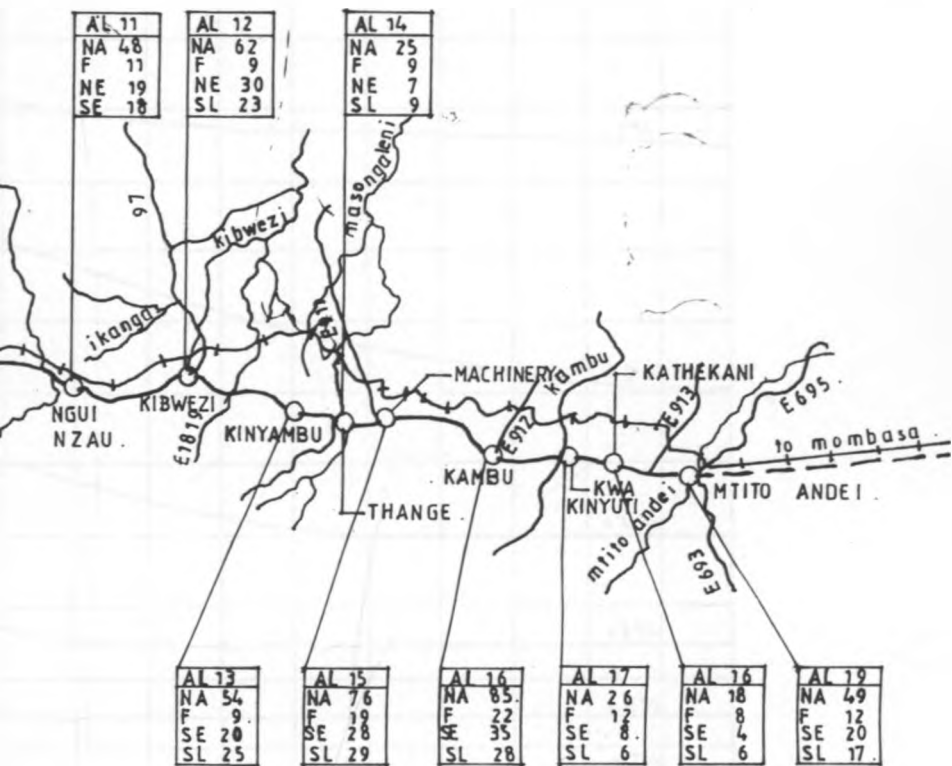 AL 11
NA 48
F 11
NE 19
SE 18
AL 12
NA 62
F 9
NE 30
SL 23
AL 14
NA 25
F 9
NE 7
SL 9
97
kibwezi
masongaleni
ikanga
NGUI
NZAU.
KIBWEZI
E1819
KINYAMBU
THANGE.
MACHINERY
KAMBU
E912
kambu
KWA
KINYUTI
KATHEKANI
E913
E695
to mombasa
MTITO ANDEI.
mtito andei
E693
AL 13
NA 54
F 9.
SE 20
SL 25
AL 15
NA 76
F 19
SE 28
SL 29
AL 16
NA 85.
F 22
SE 35
SL 28
AL 17
NA 26
F 12
SE 8.
SL 6
AL 16
NA 18
F 8
SE 4
SL 6
AL 19
NA 49
F 12
SE 20
SL 17.